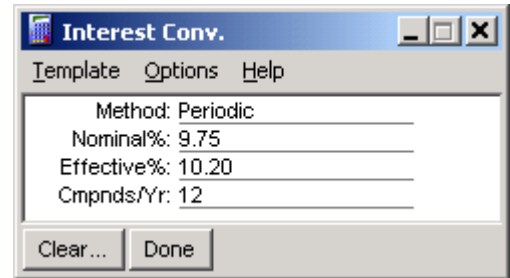 Interest Conv.
Template Options Help
Method: Periodic
Nominal%: 9.75
Effective%: 10.20
Cmpnds/Yr: 12
Clear... Done